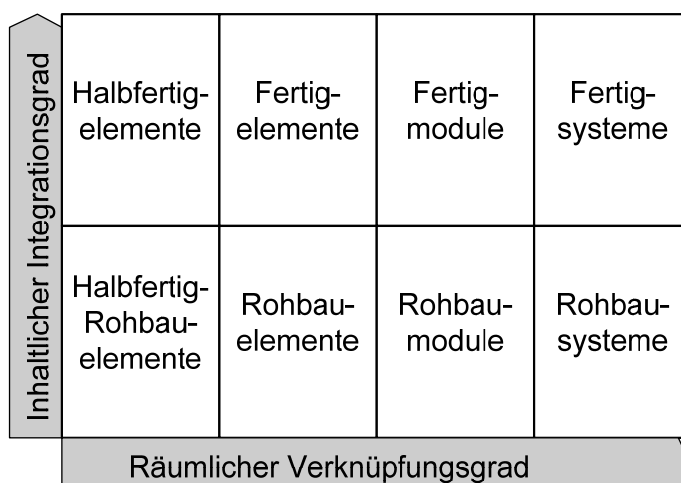 Inhaltlicher Integrationsgrad
Halbfertig-
elemente
Fertig-
elemente
Fertig-
module
Fertig-
systeme
Halbfertig-
Rohbau-
elemente
Rohbau-
elemente
Rohbau-
module
Rohbau-
systeme
Räumlicher Verknüpfungsgrad